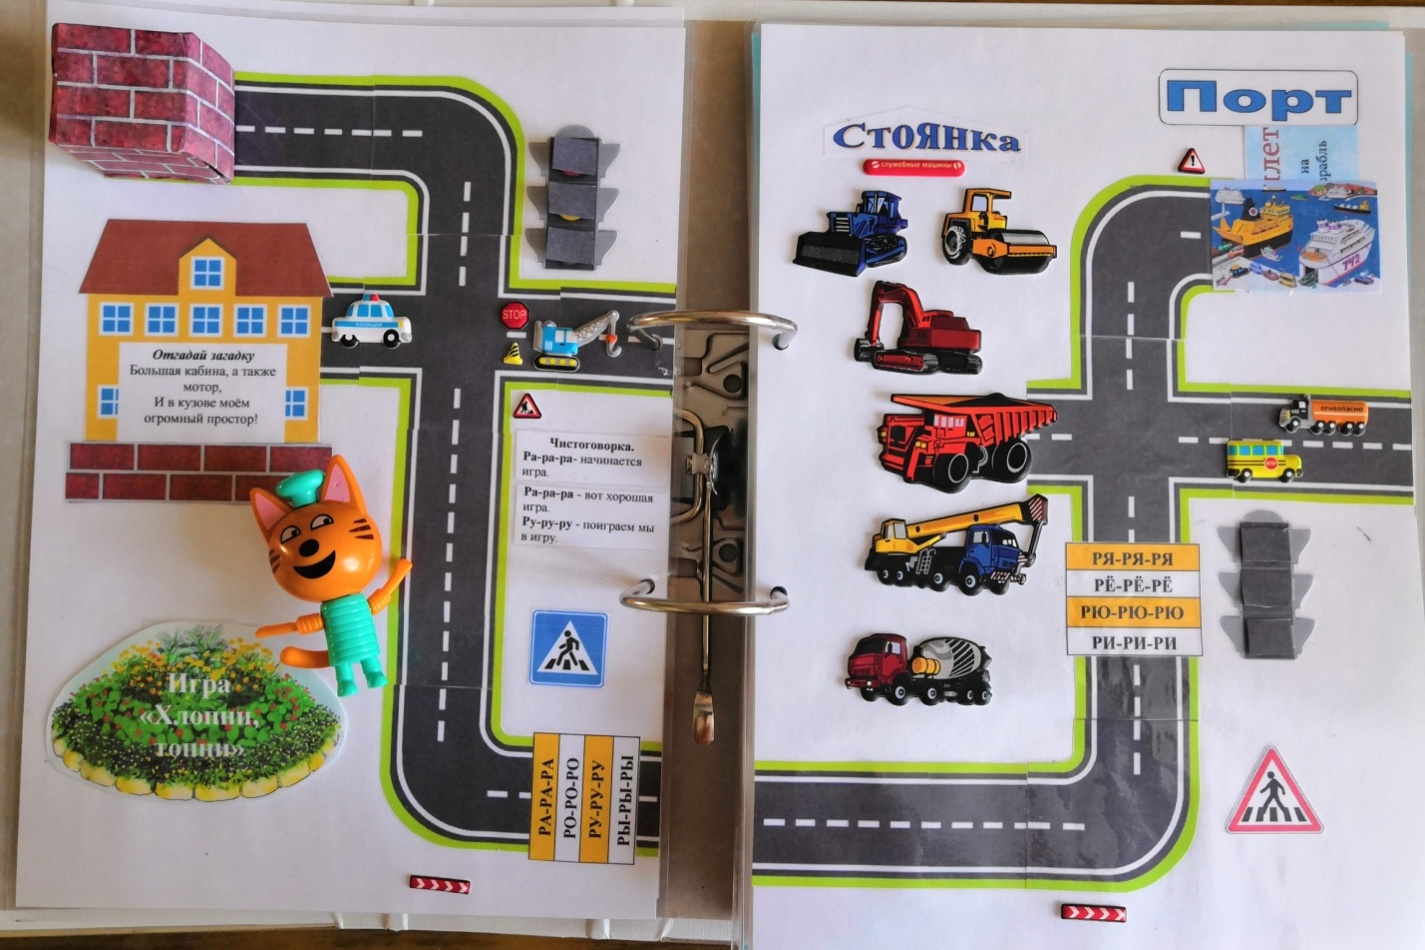 Отгадай загадку
Большая кабина, а также
мотор,
И в кузове моём
огромный простор!
ПОЛИЦИЯ
STOP
Чистоговорка.
Ра-ра-ра- начинается
игра.
Ра-ра-ра - вот хорошая
игра.
Ру-ру-ру - поиграем мы
в игру.
Игра
«Хлопни,
топни»
РА-РА-РА
РО-РО-РО
РУ-РУ-РУ
РЫ-РЫ-РЫ
СтоЯнка
служебные машины
Порт
на
ОГНЕОПАСНО
STOP
РЯ-РЯ-РЯ
РЁ-РЁ-РЁ
РЮ-РЮ-РЮ
РИ-РИ-РИ